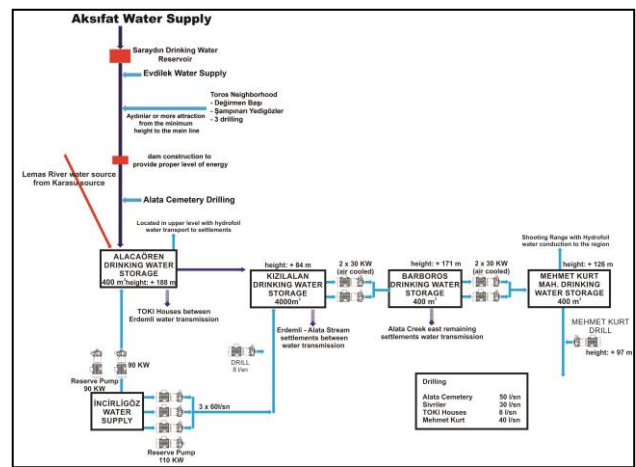 Aksıfat Water Supply
Saraydın Drinking Water
Reservoir
Evdilek Water Supply
Toros Neighborhood
- Değirmen Başı
- Şampınan Yedigözler
- 3 drilling
Aydınlar or more attraction
from the minimum
height to the main line
dam construction to
provide proper level of energy
Lemas River water source
from Karasu source
Alata Cemetery Drilling
Located in upper level with hydrofoil
water transport to settlements
ALACAÖREN
DRINKING WATER
STORAGE
400 m³height: + 188 m
TOKI Houses between
Erdemli water transmission
height: + 84 m
KIZILALAN
DRINKING WATER
STORAGE
4000m³
2 x 30 KW
(air cooled)
Erdemli - Alata Stream
settlements between
water transmission
height: + 171 m
BARBOROS
DRINKING WATER
STORAGE
400 m³
2 x 30 KW
(air cooled)
Alata Creek east remaining
settlements water transmission
Shooting Range with Hydrofoil
water conduction to the region
height: + 126 m
MEHMET KURT
MAH. DRINKING
WATER STORAGE
400 m³
MEHMET KURT
DRILL
height: + 97 m
DRILL
8 l/sn
90 KW
Reserve Pump
90 KW
İNCİRLİGÖZ
WATER
SUPPLY
3 x 60l/sn
Reserve Pump
110 KW
Drilling
Alata Cemetery 50 l/sn
Sivriler 30 l/sn
TOKI Houses 8 l/sn
Mehmet Kurt 40 l/sn